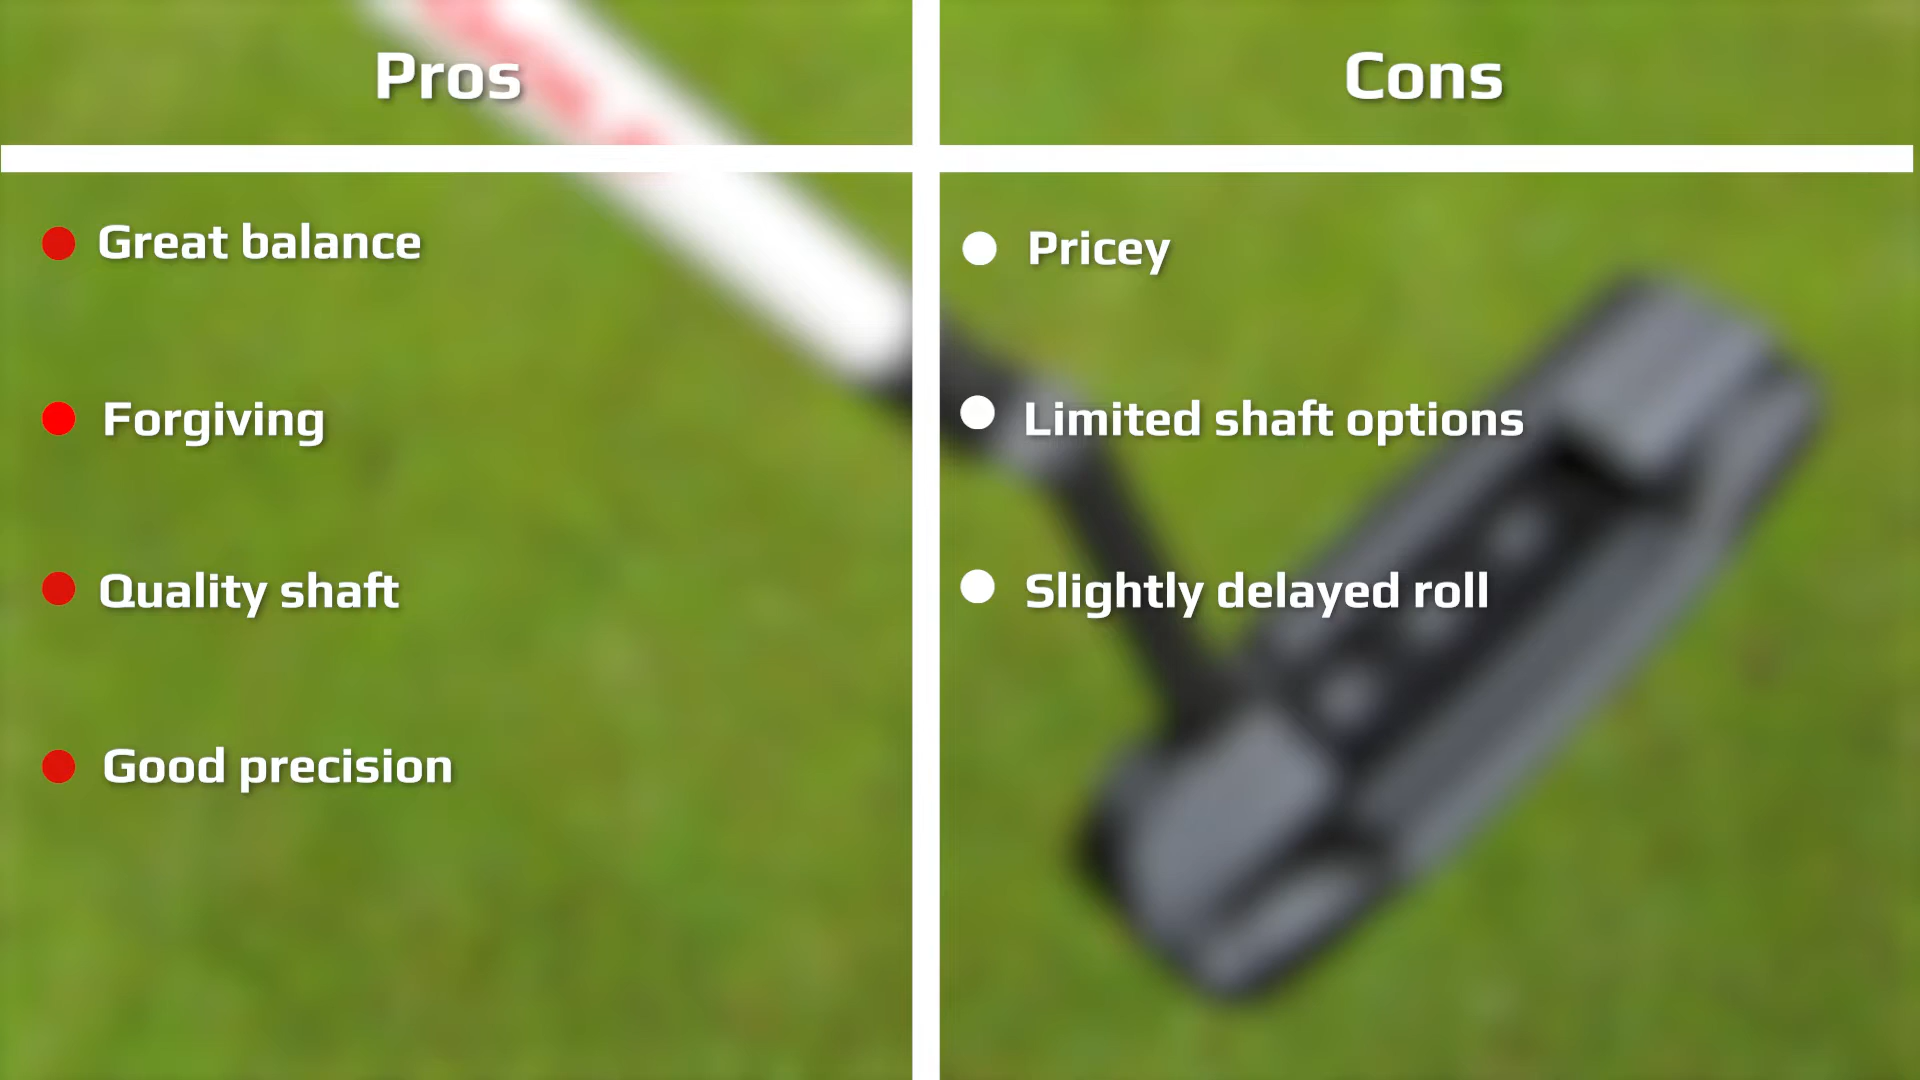 Pros
Cons
Great balance
Forgiving
Quality shaft
Good precision
Pricey
Limited shaft options
Slightly delayed roll